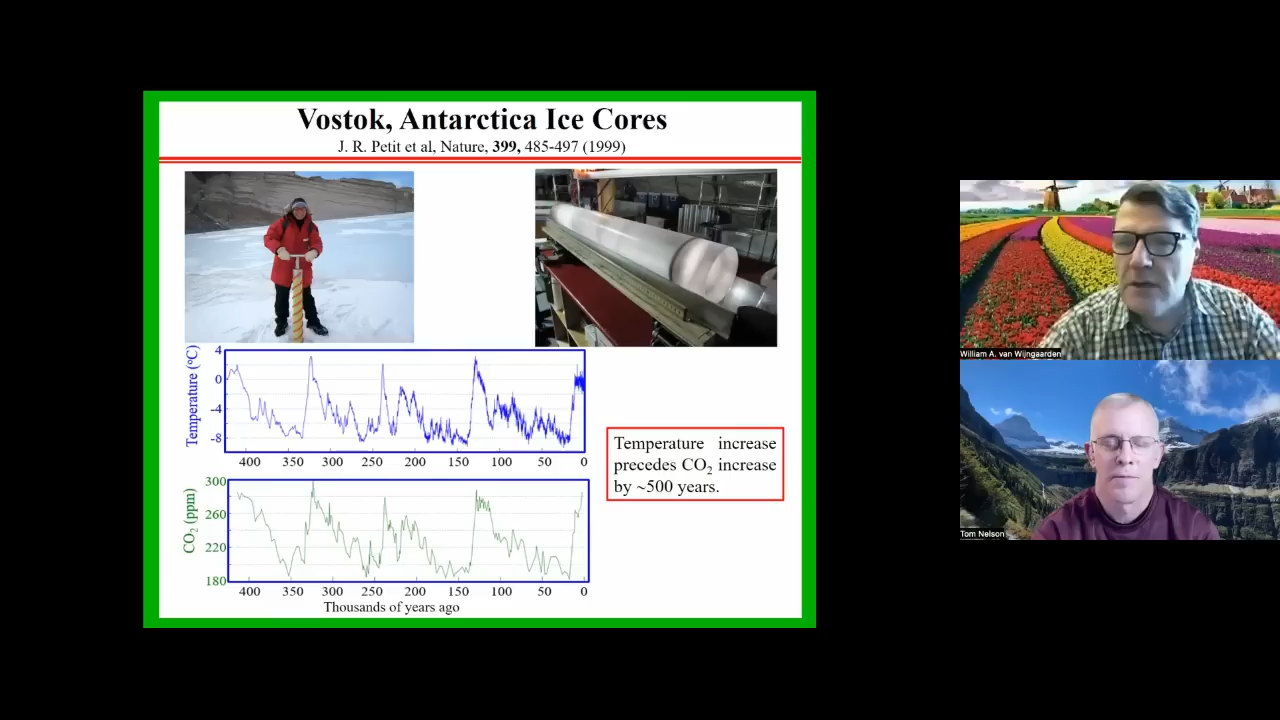 Vostok, Antarctica Ice Cores
J. R. Petit et al, Nature, 399, 485-497 (1999)
Temperature (°C)
4
0
-4
-8
400 350 300 250 200 150 100 50 0
Temperature increase
precedes CO₂ increase
by ~500 years.
CO₂ (ppm)
300
260
220
180
400 350 300 250 200 150 100 50 0
Thousands of years ago
William A. van Wijngaarden
Tom Nelson